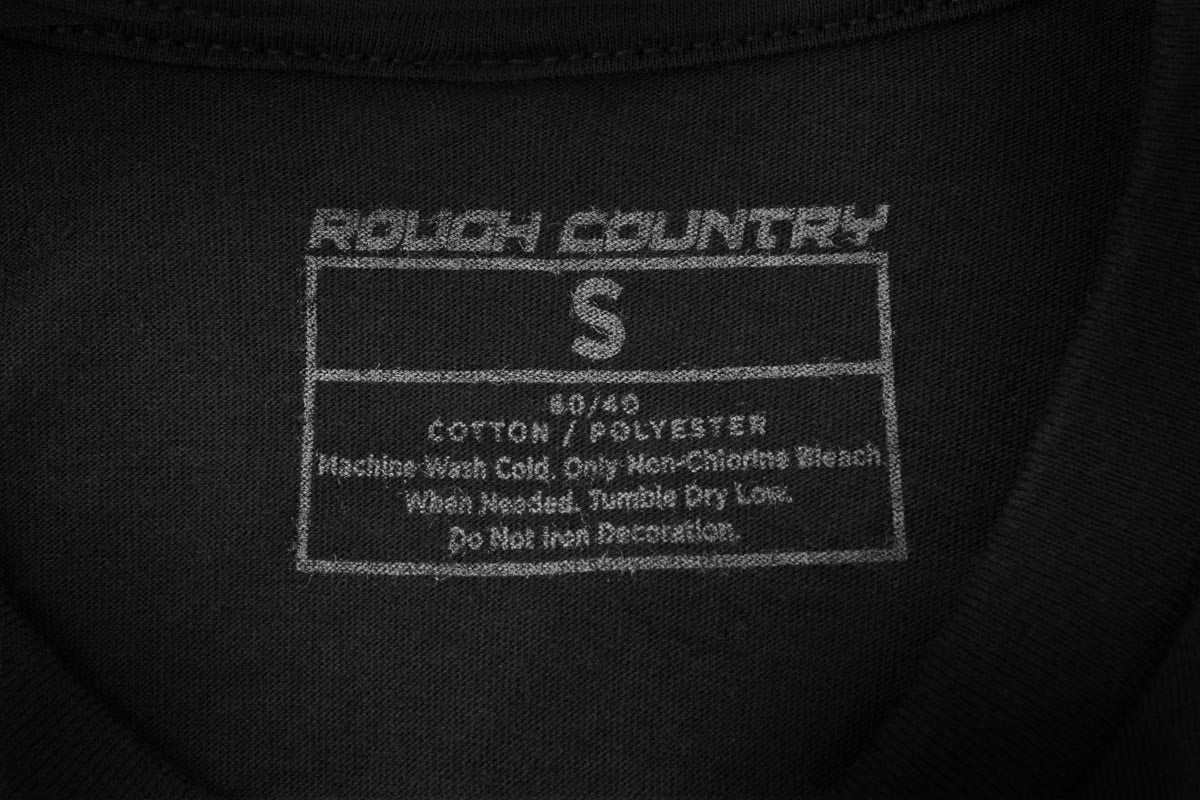 ROUGH COUNTRY
S
60/40
COTTON / POLYESTER
Machine Wash Cold. Only Non-Chlorine Bleach
When Needed. Tumble Dry Low.
Do Not Iron Decoration.